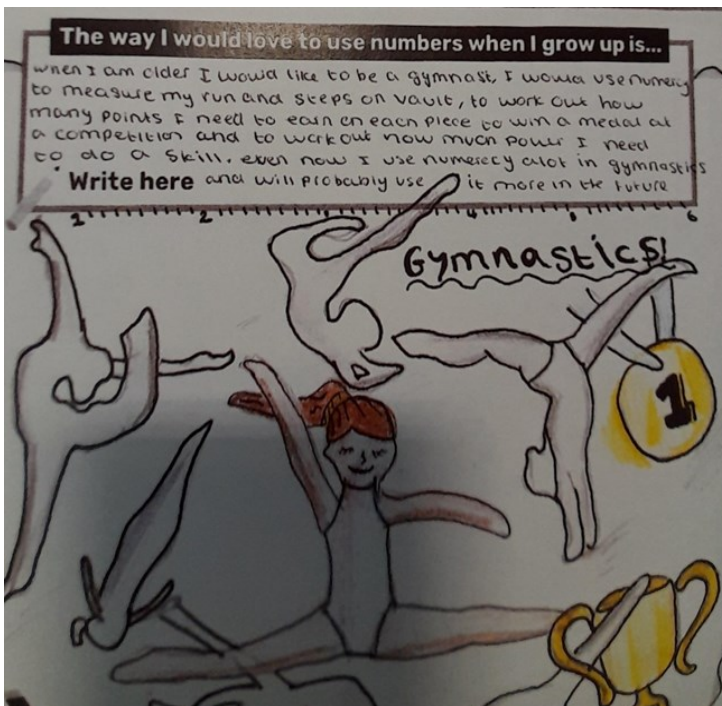 The way I would love to use numbers when I grow up is...
when I am older I would like to be a gymnast, I would use numercy
to measure my run and steps on vault, to work out how
many points I need to earn on each piece to win a medal at
a competition and to work out how much power I need
to do a skill. even now I use numerecy alot in gymnastics
Write here and will probably use it more in the future
2 4 6
Gymnastics!
1